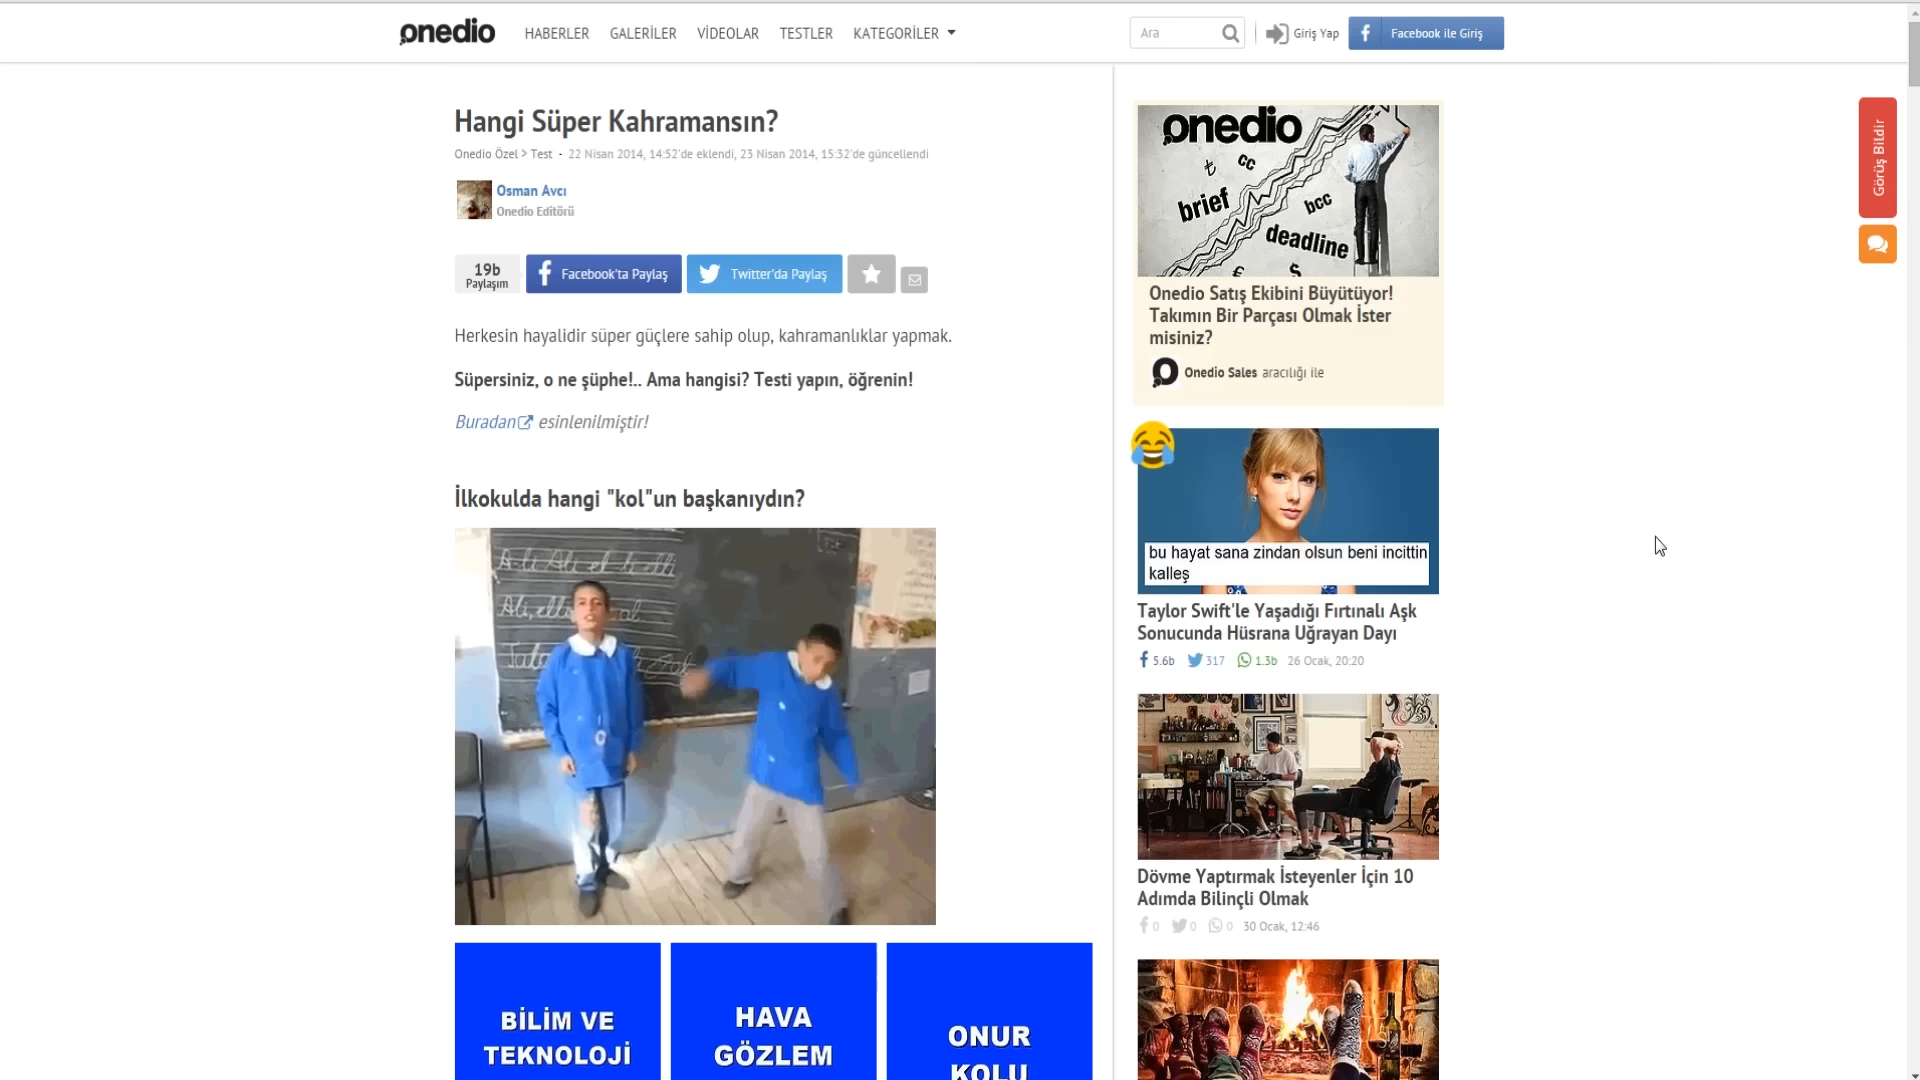 onedio
HABERLER GALERİLER VİDEOLAR TESTLER KATEGORİLER
Ara
Giriş Yap
Facebook ile Giriş
Hangi Süper Kahramansın?
Onedio Özel > Test - 22 Nisan 2014, 14:52'de eklendi, 23 Nisan 2014, 15:32'de güncellendi
Osman Avcı
Onedio Editörü
19b
Paylaşım
Facebook'ta Paylaş
Twitter'da Paylaş
Herkesin hayalidir süper güçlere sahip olup, kahramanlıklar yapmak.
Süpersiniz, o ne şüphe!.. Ama hangisi? Testi yapın, öğrenin!
Buradan esinlenilmiştir!
İlkokulda hangi "kol"un başkanıydın?
BİLİM VE
TEKNOLOJİ
HAVA
GÖZLEM
ONUR
KOLU
onedio
₺ cc
brief
bcc
deadline
€ $
Onedio Satış Ekibini Büyütüyor!
Takımın Bir Parçası Olmak İster
misiniz?
Onedio Sales aracılığı ile
bu hayat sana zindan olsun beni incittin
kalleş
Taylor Swift'le Yaşadığı Fırtınalı Aşk
Sonucunda Hüsrana Uğrayan Dayı
5.6b 317 1.3b 26 Ocak, 20:20
Dövme Yaptırmak İsteyenler İçin 10
Adımda Bilinçli Olmak
0 0 0 30 Ocak, 12:46
Görüş Bildir